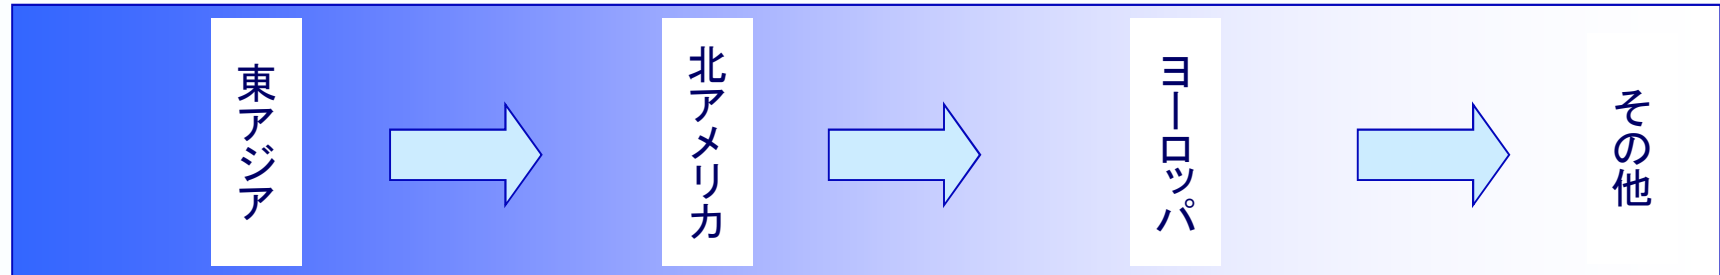 東アジア
北アメリカ
ヨーロッパ
その他